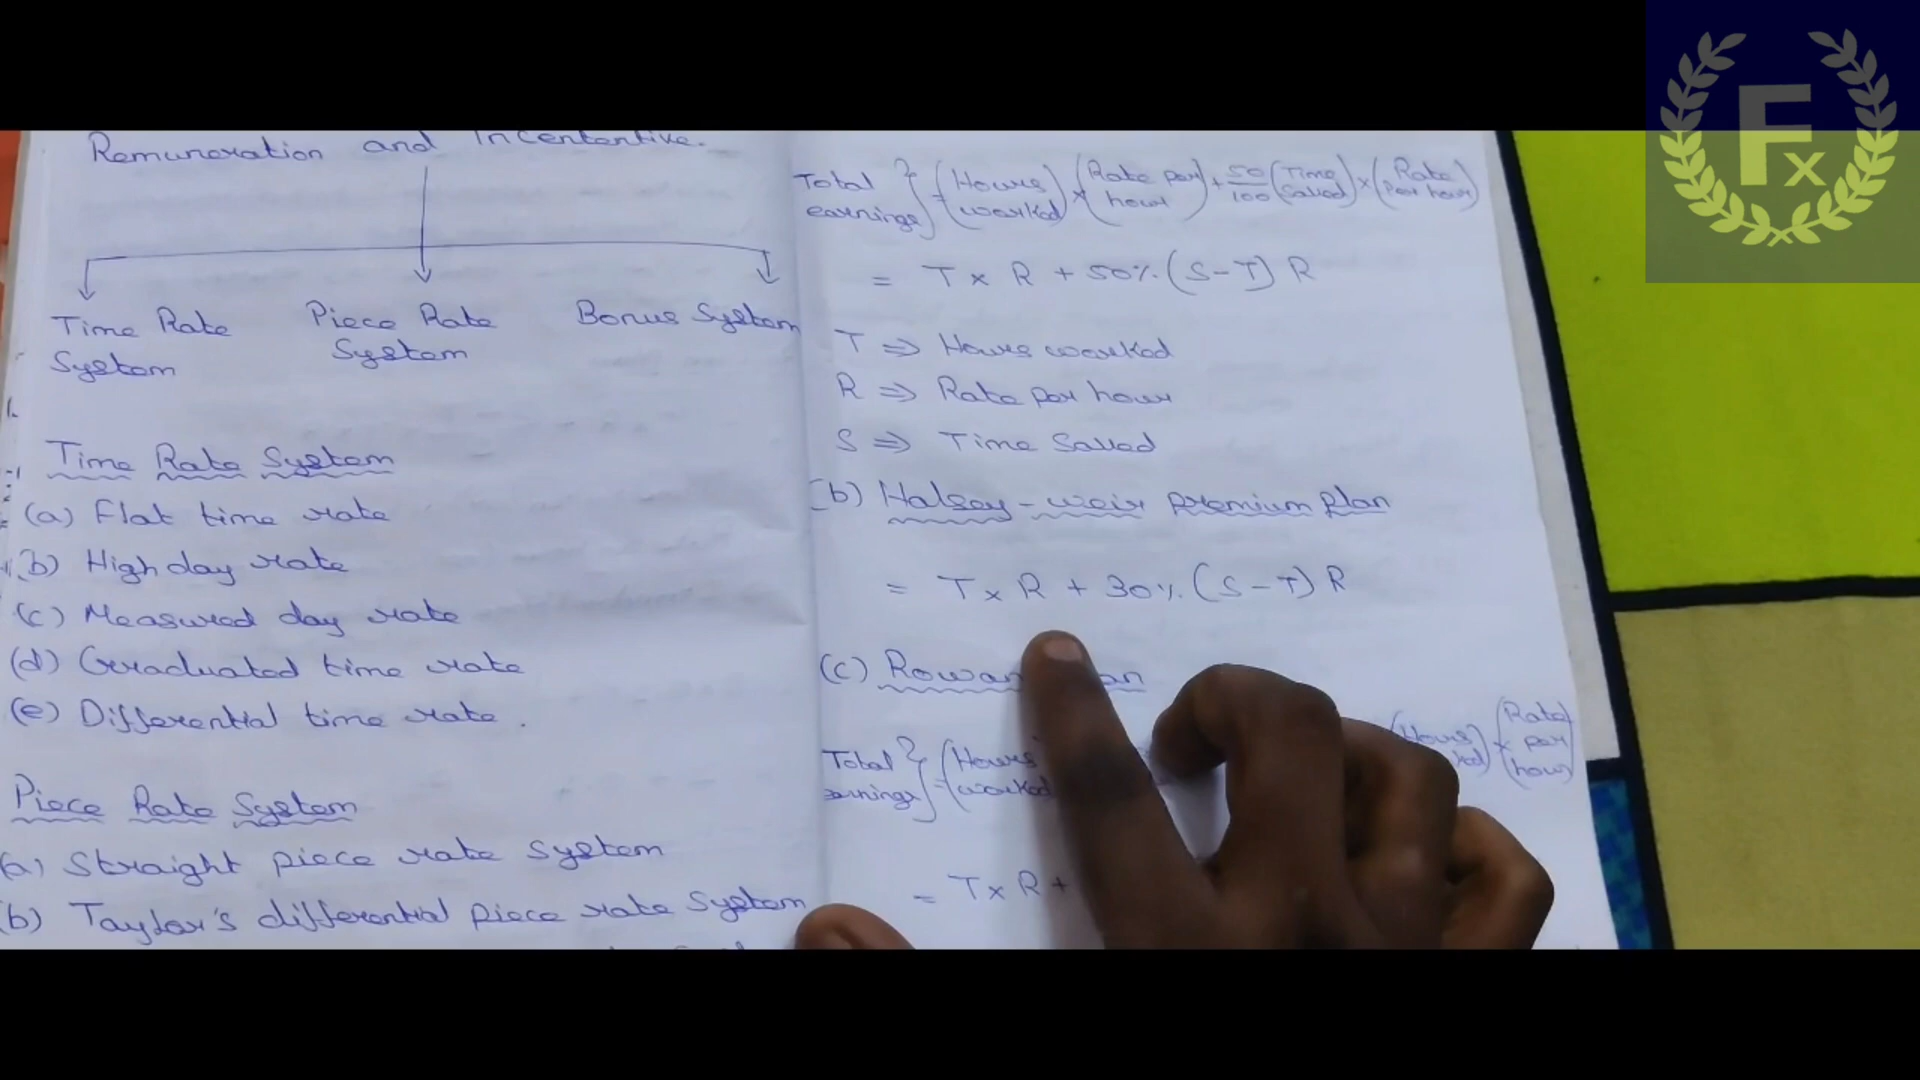 Remuneration and Incententive.
Time Rate System
Piece Rate System
Bonus System
Time Rate System
(a) Flat time rate
(b) High day rate
(c) Measured day rate
(d) Graduated time rate
(e) Differential time rate.
Piece Rate System
(a) Straight piece rate system
(b) Taylor's differential piece rate system
Total earnings} = (Hours worked) × (Rate per hour) + 50/100 (Time Saved) × (Rate per hour)
= T × R + 50% (S-T) R
T ⇒ Hours worked
R ⇒ Rate per hour
S ⇒ Time Saved
(b) Halsey-weir premium plan
= T × R + 30% (S-T) R
(c) Rowan
Total earnings} = (Hours worked
(Hours × (Rate per hour)
= T × R +
Fx